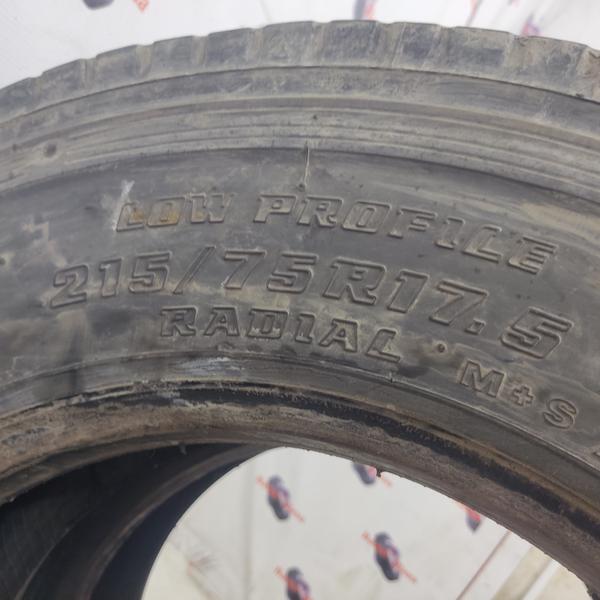 LOW PROFILE
215/75R17.5
RADIAL M+S